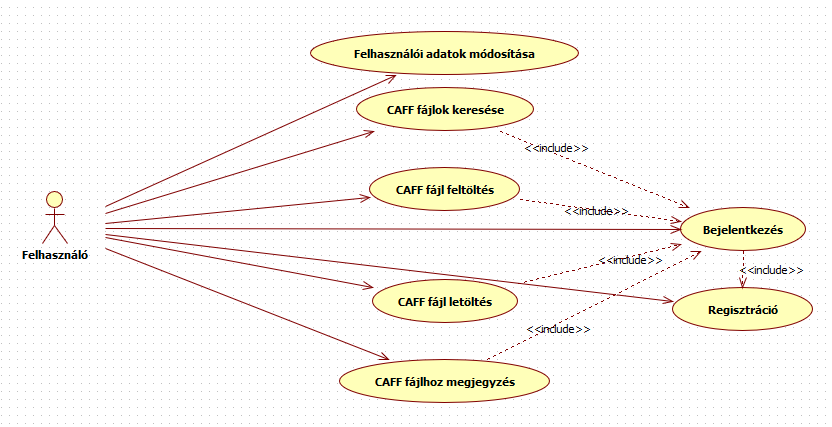 Felhasználói adatok módosítása
CAFF fájlok keresése
<<include>>
CAFF fájl feltöltés
<<include>>
Bejelentkezés
Felhasználó
<<include>>
<<include>>
CAFF fájl letöltés
Regisztráció
<<include>>
CAFF fájlhoz megjegyzés